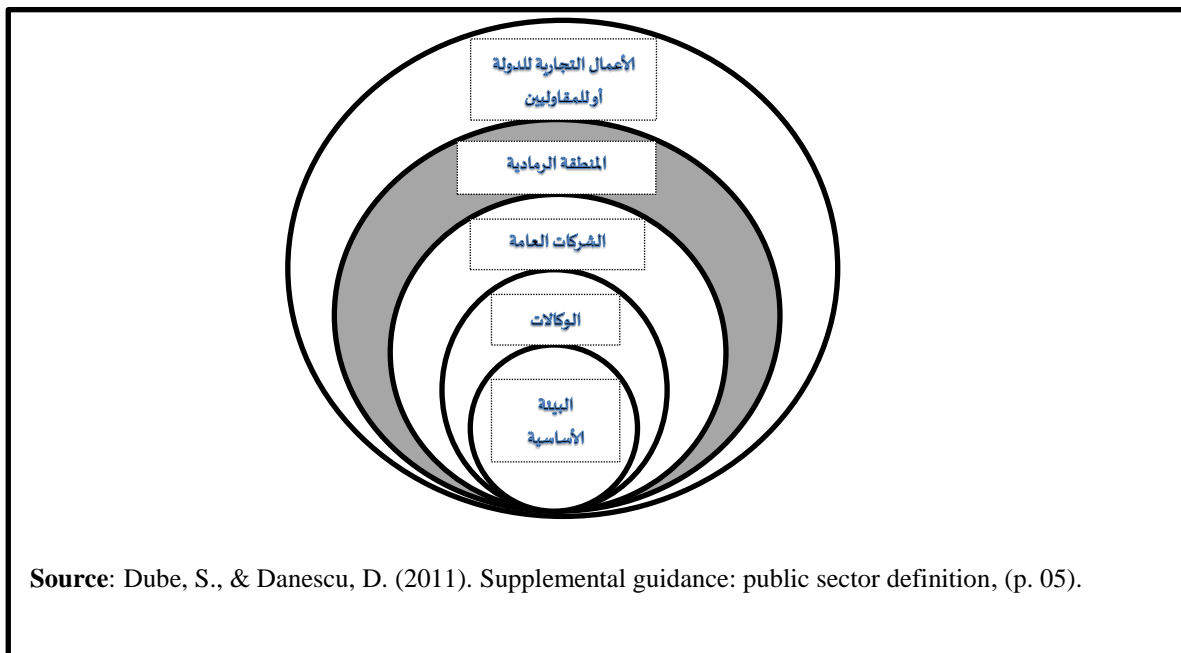 الأعمال التجارية للدولة
أوللمقاوليين
المنطقة الرمادية
الشركات العامة
الوكالات
البيئة
الأساسية
Source: Dube, S., & Danescu, D. (2011). Supplemental guidance: public sector definition, (p. 05).